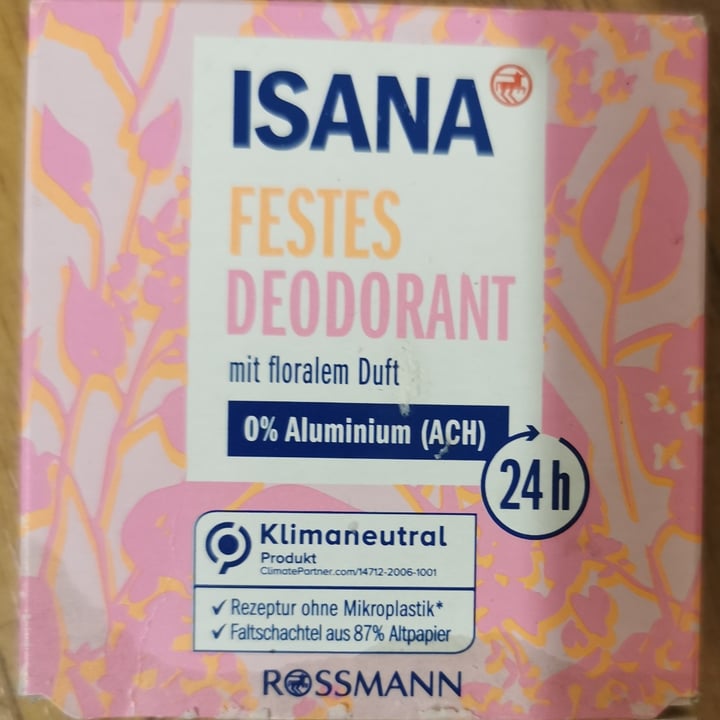 ISANA
FESTES
DEODORANT
mit floralem Duft
0% Aluminium (ACH)
24h
Klimaneutral
Produkt
ClimatePartner.com/14712-2006-1001
✓ Rezeptur ohne Mikroplastik*
✓ Faltschachtel aus 87% Altpapier
ROSSMANN